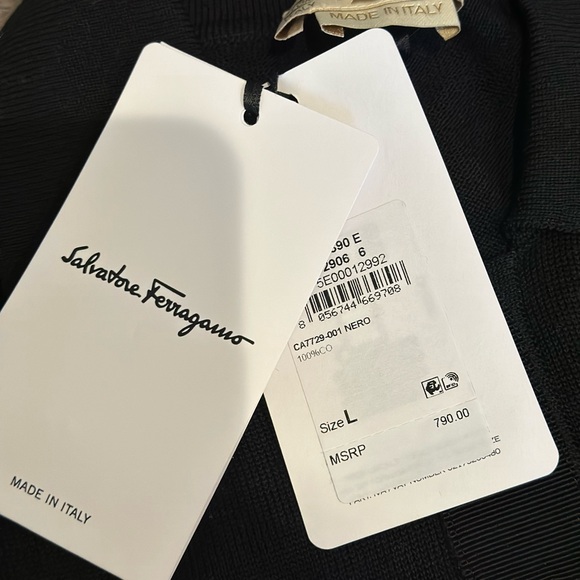 MADE IN ITALY
Salvatore Ferragamo
MADE IN ITALY
690 E
2906 6
5E00012992
8 056744 669708
CA7729-001 NERO
100%CO
Size L
MSRP 790.00